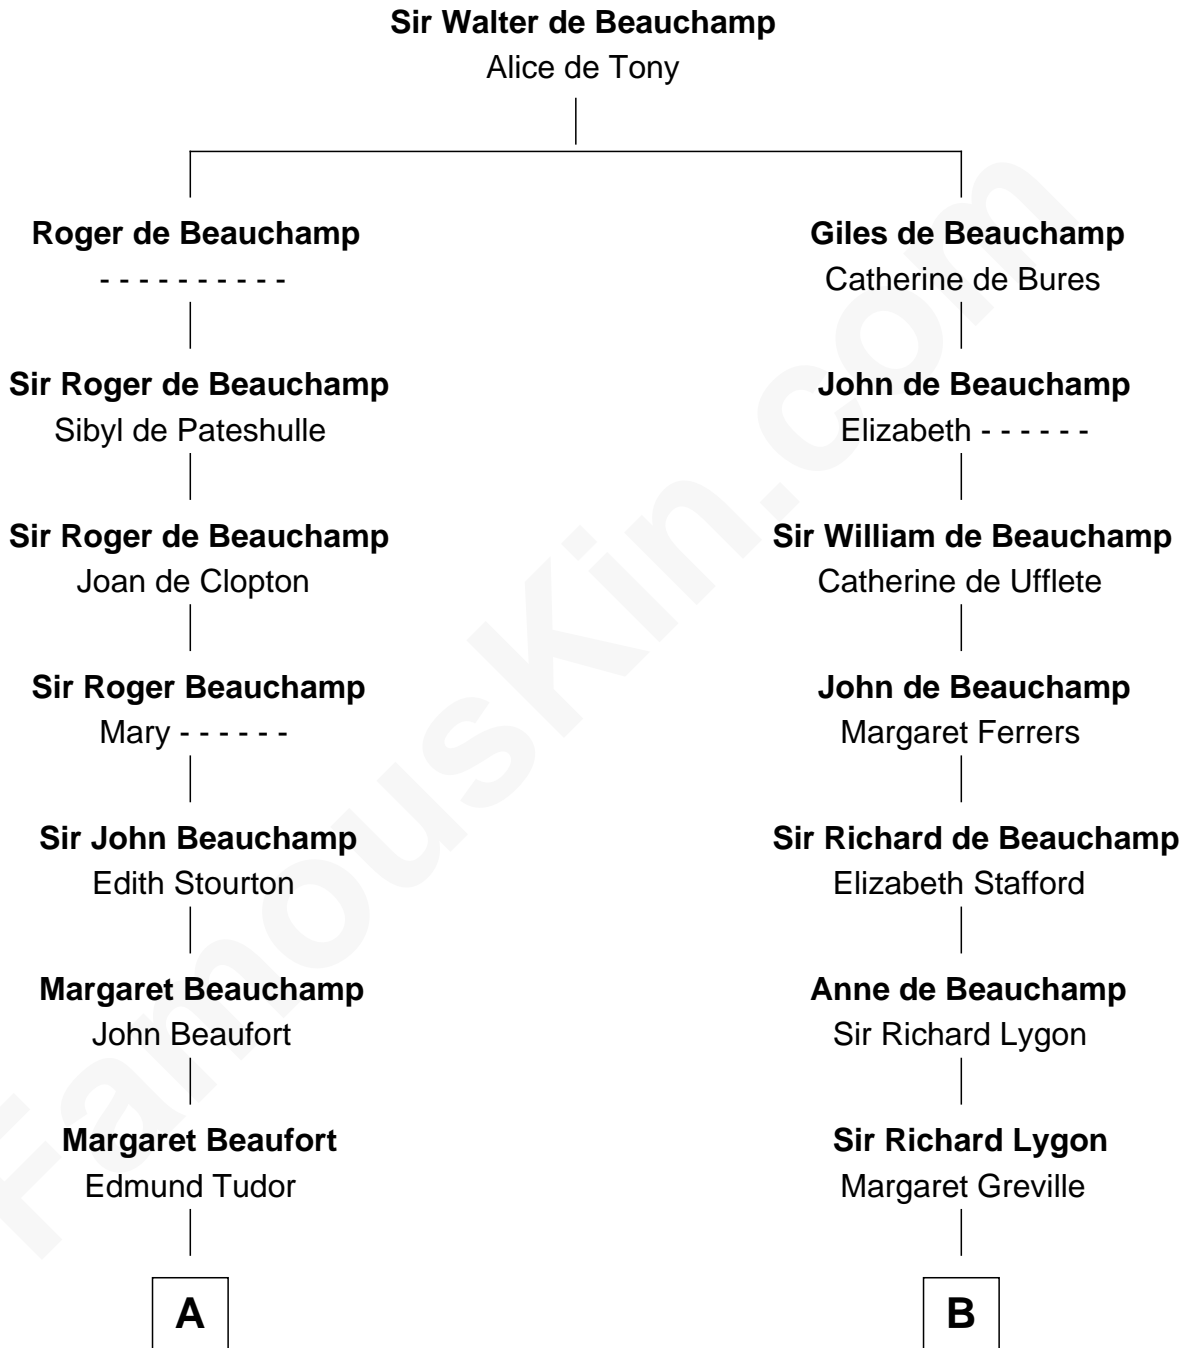 Sir Walter de Beauchamp
Alice de Tony
Roger de Beauchamp
- - - - - - - - - -
Giles de Beauchamp
Catherine de Bures
Sir Roger de Beauchamp
Sibyl de Pateshulle
John de Beauchamp
Elizabeth - - - - - -
Sir Roger de Beauchamp
Joan de Clopton
Sir William de Beauchamp
Catherine de Ufflete
Sir Roger Beauchamp
Mary - - - - - -
John de Beauchamp
Margaret Ferrers
Sir John Beauchamp
Edith Stourton
Sir Richard de Beauchamp
Elizabeth Stafford
Margaret Beauchamp
John Beaufort
Anne de Beauchamp
Sir Richard Lygon
Margaret Beaufort
Edmund Tudor
Sir Richard Lygon
Margaret Greville
A
B
FamousKin.com